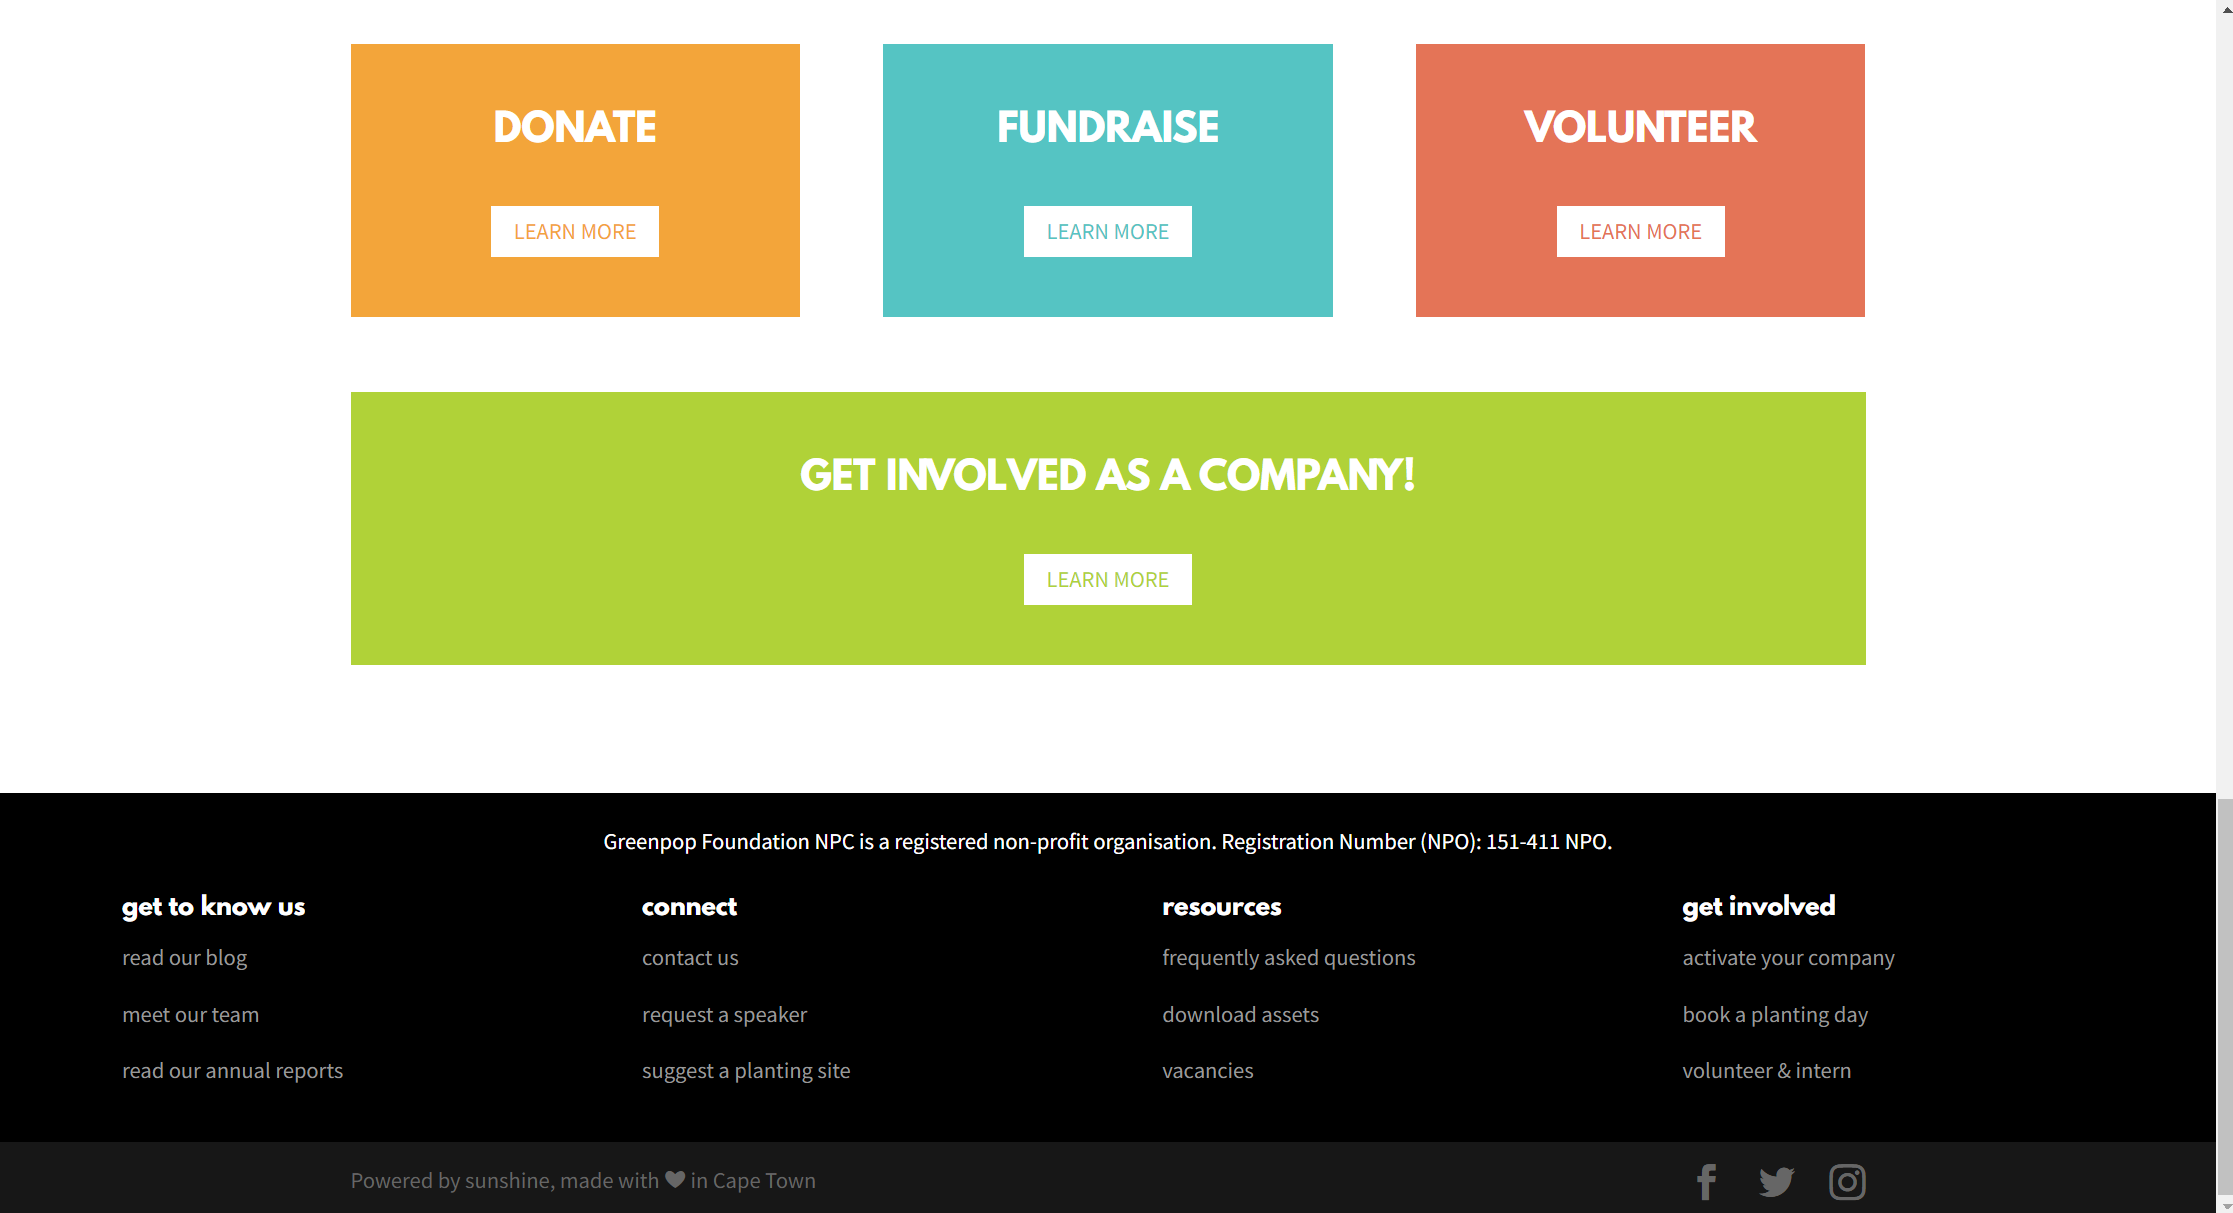 DONATE
LEARN MORE
FUNDRAISE
LEARN MORE
VOLUNTEER
LEARN MORE
GET INVOLVED AS A COMPANY!
LEARN MORE
Greenpop Foundation NPC is a registered non-profit organisation. Registration Number (NPO): 151-411 NPO.
get to know us
read our blog
meet our team
read our annual reports
connect
contact us
request a speaker
suggest a planting site
resources
frequently asked questions
download assets
vacancies
get involved
activate your company
book a planting day
volunteer & intern
Powered by sunshine, made with ♥ in Cape Town